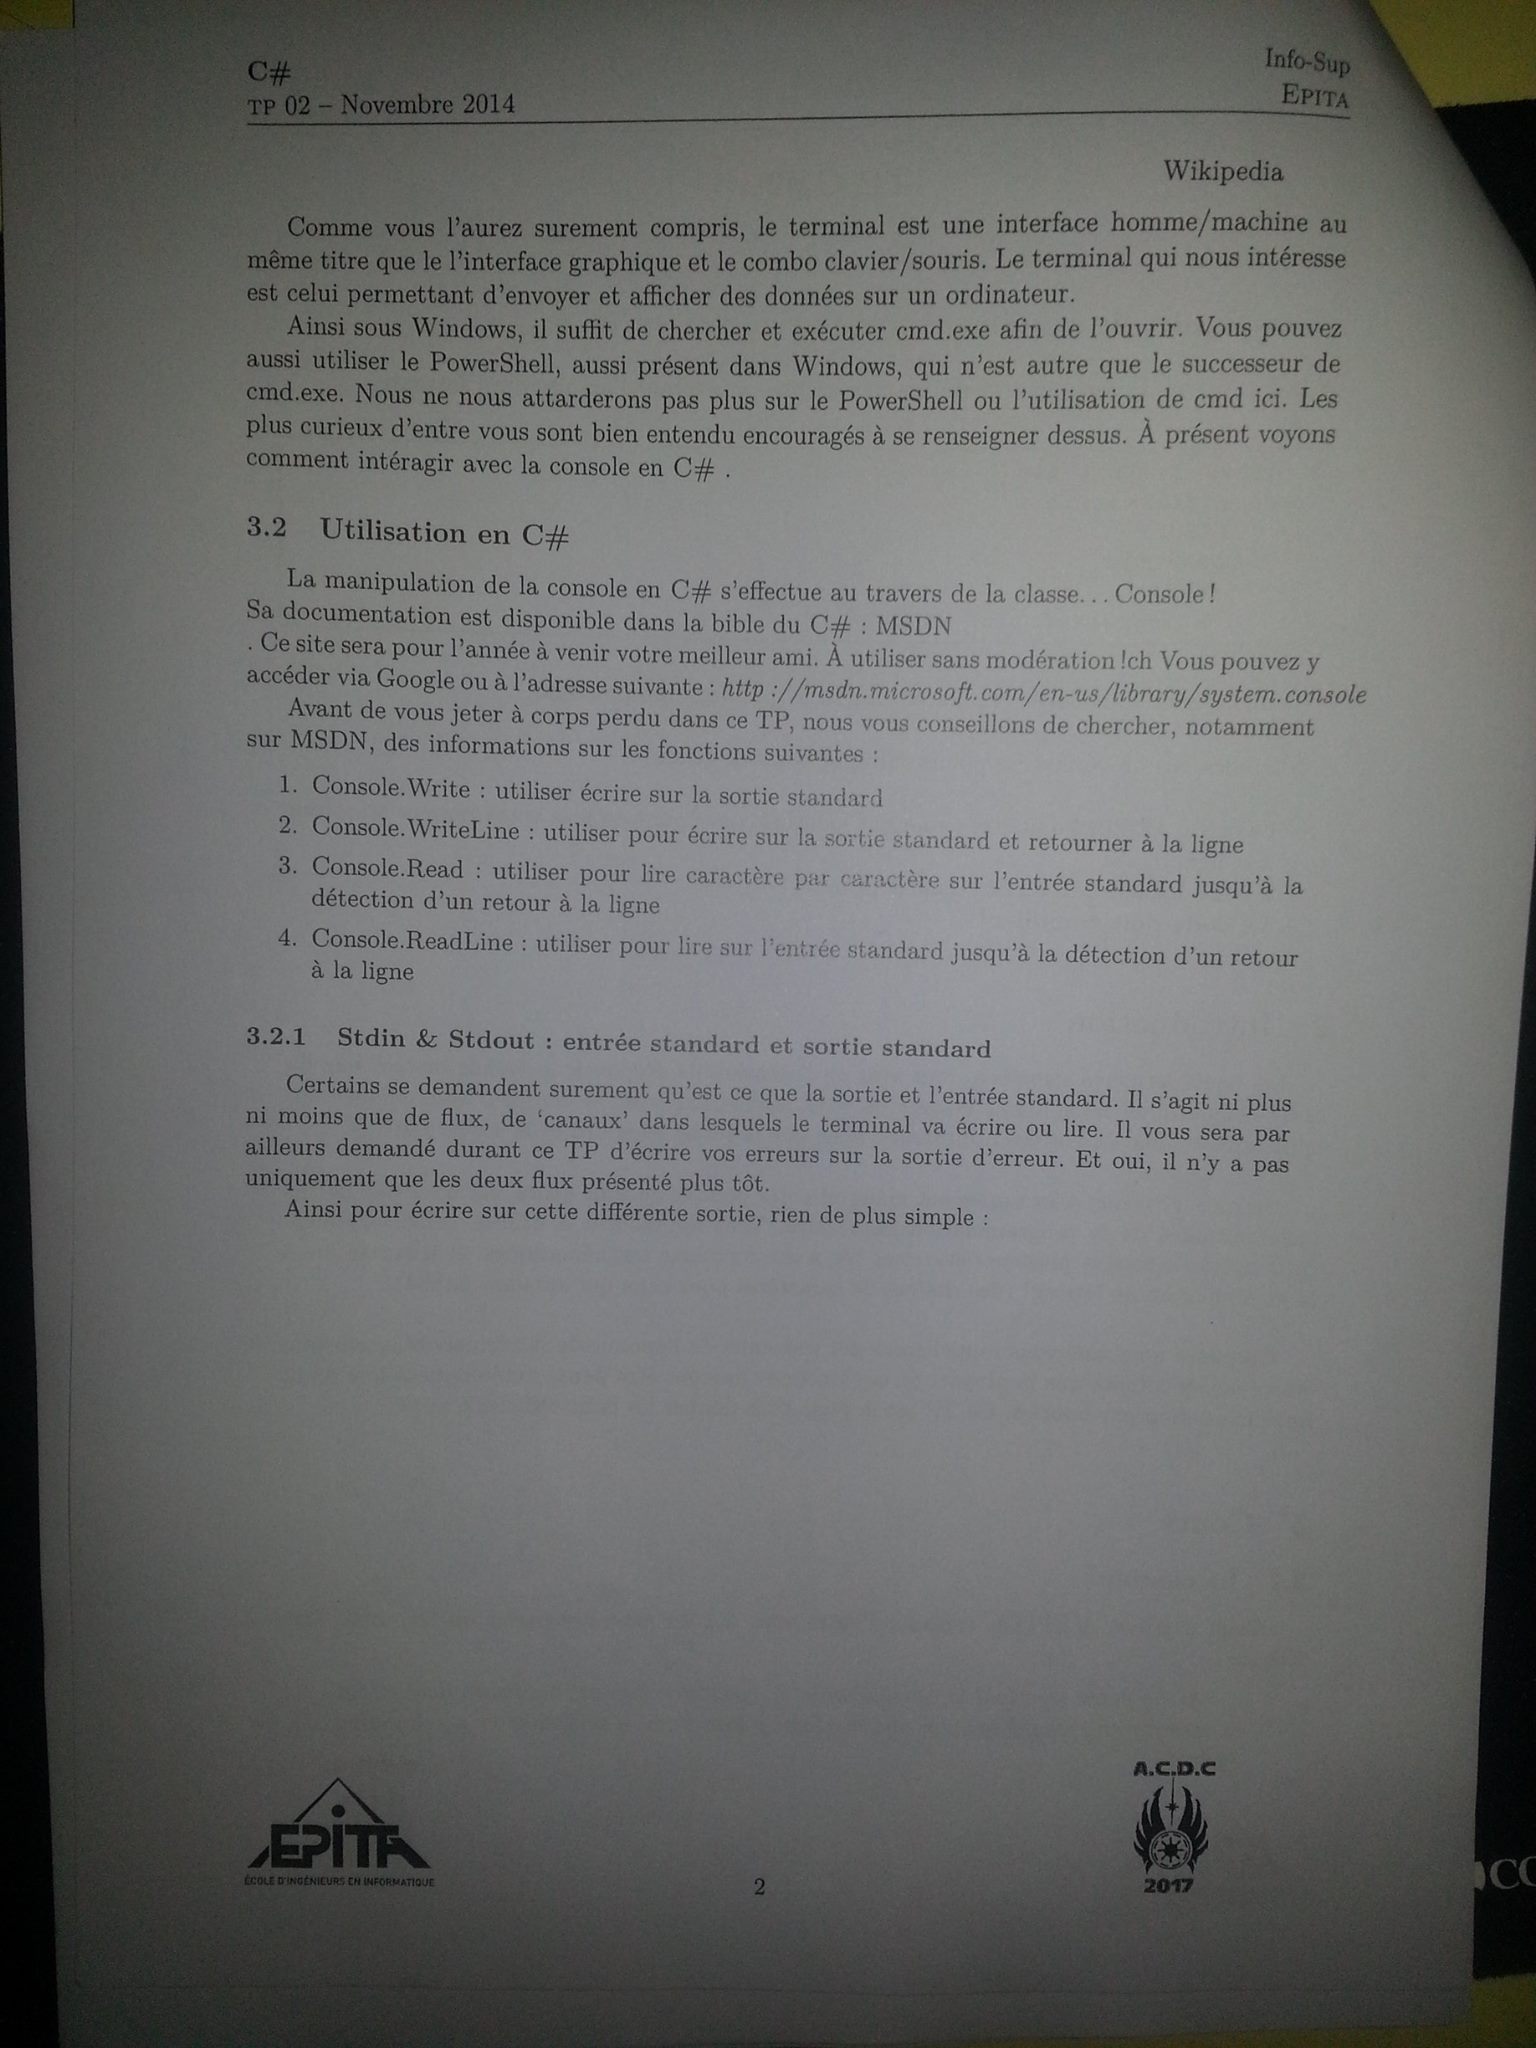 C#
TP 02 – Novembre 2014
Info-Sup
EPITA
Wikipedia
Comme vous l'aurez surement compris, le terminal est une interface homme/machine au
même titre que le l'interface graphique et le combo clavier/souris. Le terminal qui nous intéresse
est celui permettant d'envoyer et afficher des données sur un ordinateur.
Ainsi sous Windows, il suffit de chercher et exécuter cmd.exe afin de l'ouvrir. Vous pouvez
aussi utiliser le PowerShell, aussi présent dans Windows, qui n'est autre que le successeur de
cmd.exe. Nous ne nous attarderons pas plus sur le PowerShell ou l'utilisation de cmd ici. Les
plus curieux d'entre vous sont bien entendu encouragés à se renseigner dessus. À présent voyons
comment intéragir avec la console en C# .
3.2 Utilisation en C#
La manipulation de la console en C# s'effectue au travers de la classe... Console !
Sa documentation est disponible dans la bible du C# : MSDN
. Ce site sera pour l'année à venir votre meilleur ami. À utiliser sans modération !ch Vous pouvez y
accéder via Google ou à l'adresse suivante : http ://msdn.microsoft.com/en-us/library/system.console
Avant de vous jeter à corps perdu dans ce TP, nous vous conseillons de chercher, notamment
sur MSDN, des informations sur les fonctions suivantes :
1. Console.Write : utiliser écrire sur la sortie standard
2. Console.WriteLine : utiliser pour écrire sur la sortie standard et retourner à la ligne
3. Console.Read : utiliser pour lire caractère par caractère sur l'entrée standard jusqu'à la
détection d'un retour à la ligne
4. Console.ReadLine : utiliser pour lire sur l'entrée standard jusqu'à la détection d'un retour
à la ligne
3.2.1 Stdin & Stdout : entrée standard et sortie standard
Certains se demandent surement qu'est ce que la sortie et l'entrée standard. Il s'agit ni plus
ni moins que de flux, de 'canaux' dans lesquels le terminal va écrire ou lire. Il vous sera par
ailleurs demandé durant ce TP d'écrire vos erreurs sur la sortie d'erreur. Et oui, il n'y a pas
uniquement que les deux flux présenté plus tôt.
Ainsi pour écrire sur cette différente sortie, rien de plus simple :
EPITA
ÉCOLE D'INGÉNIEURS EN INFORMATIQUE
2
A.C.D.C
2017